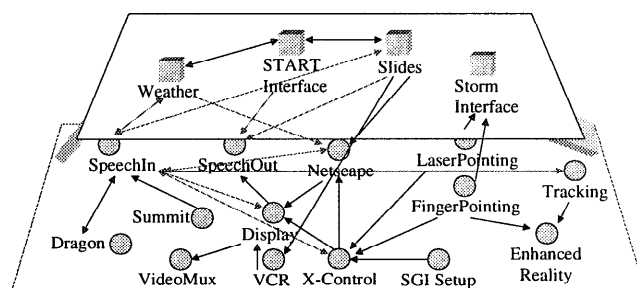 START
Interface
Slides
Weather
Storm
Interface
SpeechIn
SpeechOut
Netscape
LaserPointing
Tracking
FingerPointing
Summit
Dragon
Display
Enhanced
Reality
VideoMux
VCR
X-Control
SGI Setup